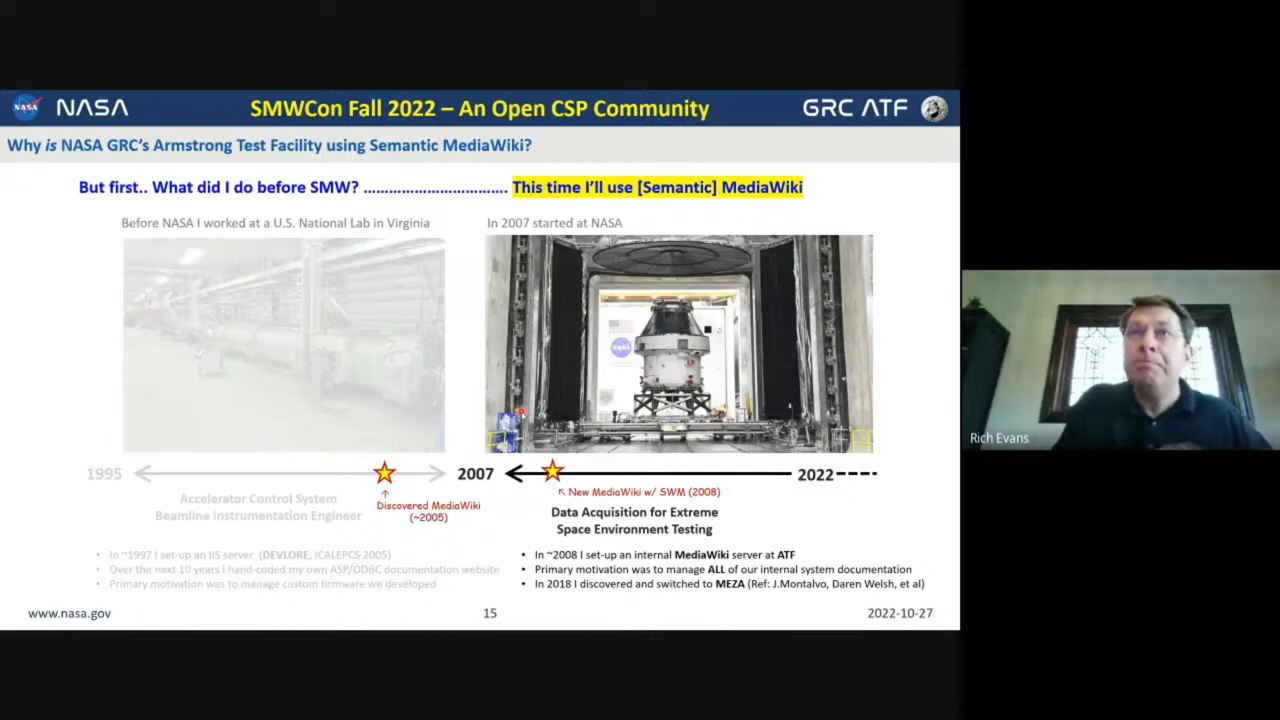 NASA NASA SMWCon Fall 2022 – An Open CSP Community GRC ATF
Why is NASA GRC's Armstrong Test Facility using Semantic MediaWiki?
But first.. What did I do before SMW? ……………………………. This time I'll use [Semantic] MediaWiki
Before NASA I worked at a U.S. National Lab in Virginia
In 2007 started at NASA
NASA
1995
2007
2022
Discovered MediaWiki
(~2005)
New MediaWiki w/ SWM (2008)
Accelerator Control System
Beamline Instrumentation Engineer
Data Acquisition for Extreme
Space Environment Testing
• In ~1997 I set-up an IIS server (DEVLORE, ICALEPCS 2005)
• Over the next 10 years I hand-coded my own ASP/ODBC documentation website
• Primary motivation was to manage custom firmware we developed
• In ~2008 I set-up an internal MediaWiki server at ATF
• Primary motivation was to manage ALL of our internal system documentation
• In 2018 I discovered and switched to MEZA (Ref: J.Montalvo, Daren Welsh, et al)
www.nasa.gov
15
2022-10-27
Rich Evans